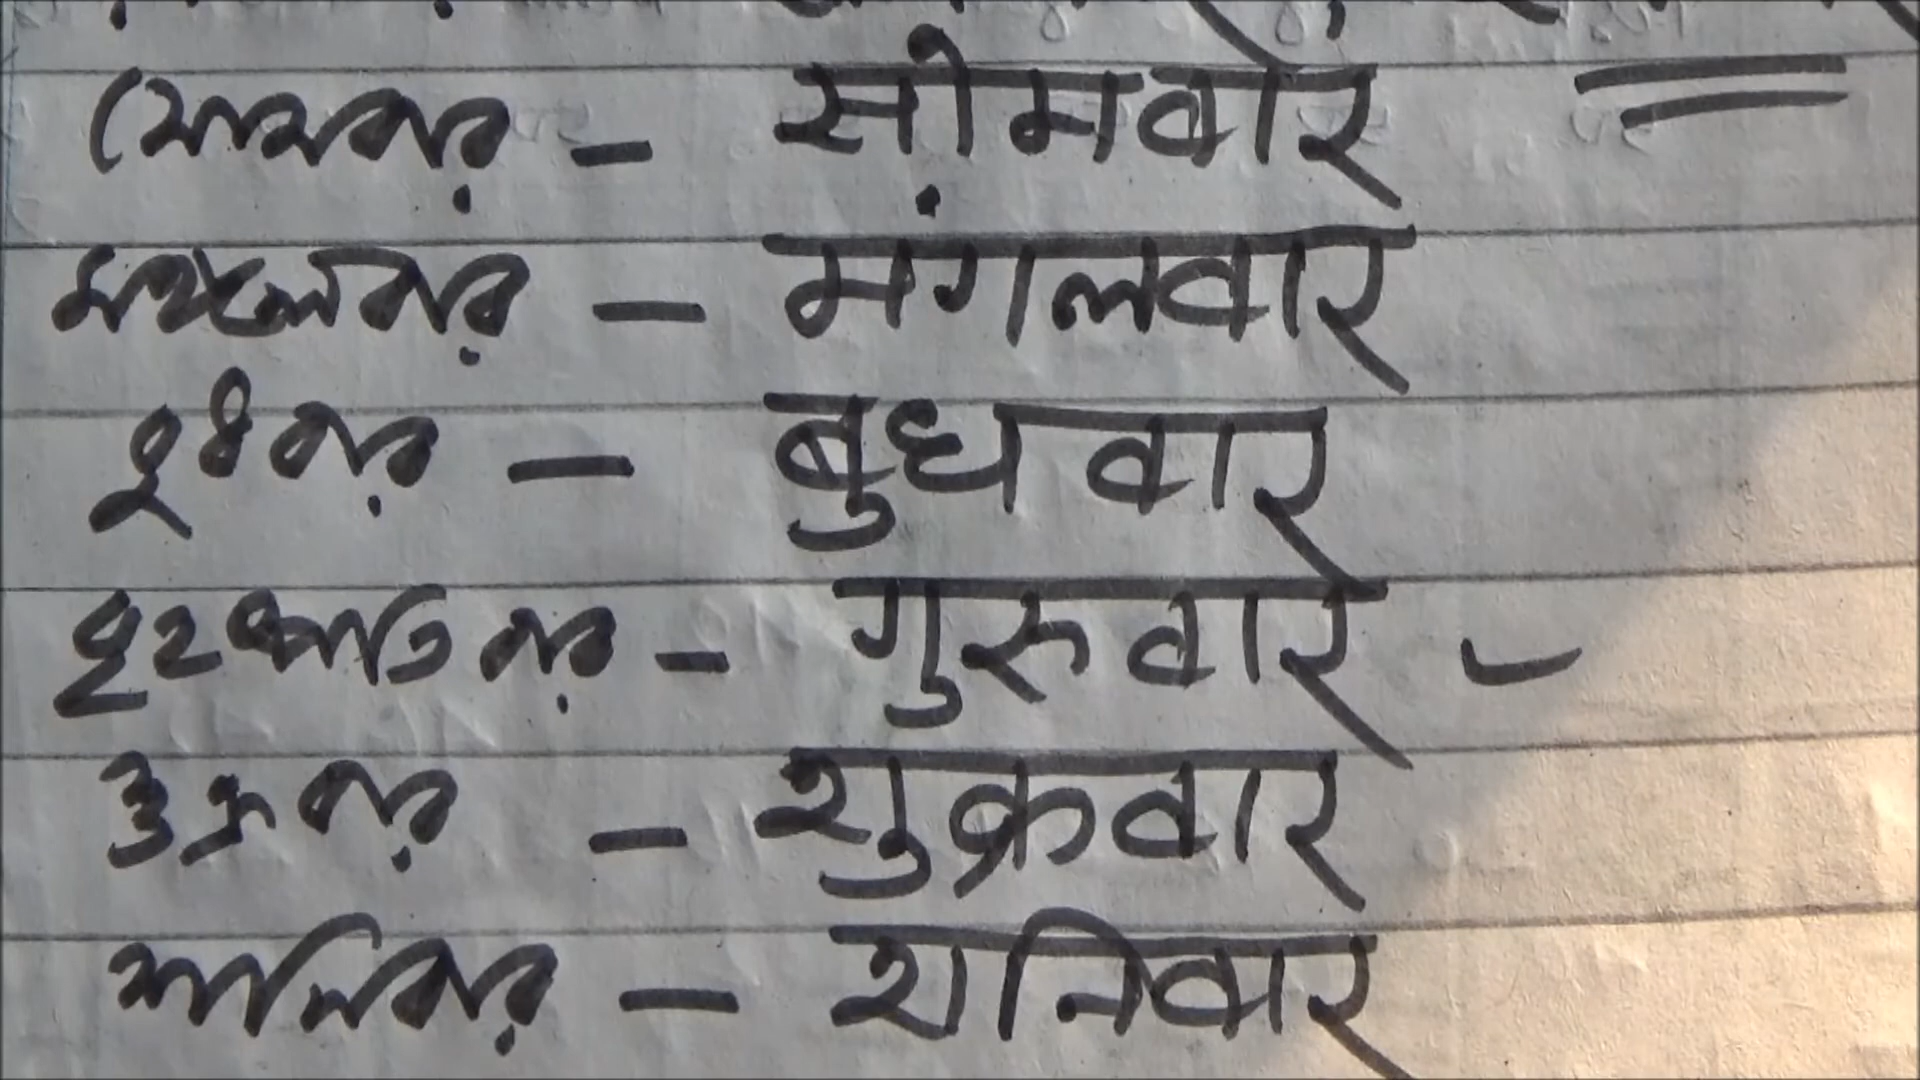 সোমবার - सोमवार
মঙ্গলবার - मंगलवार
বুধবার - बुधवार
বৃহস্পতিবার - गुरुवार -
শুক্রবার - शुक्रवार
শনিবার - शनिवार